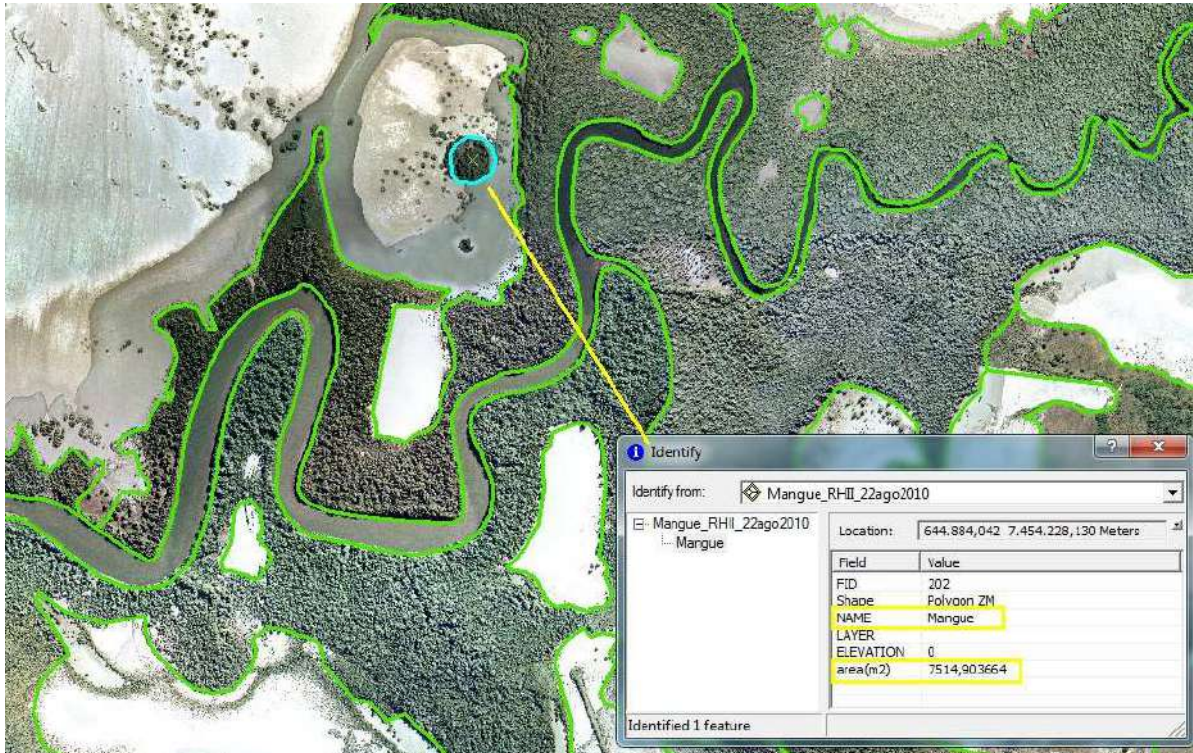 Identify
Identify from: Mangue_RHII_22ago2010
Mangue_RHII_22ago2010
Mangue
Location: 644.884,042 7.454.228,130 Meters
Field Value
FID 202
Shape Polygon ZM
NAME Mangue
LAYER
ELEVATION 0
area(m2) 7514,903664
Identified 1 feature